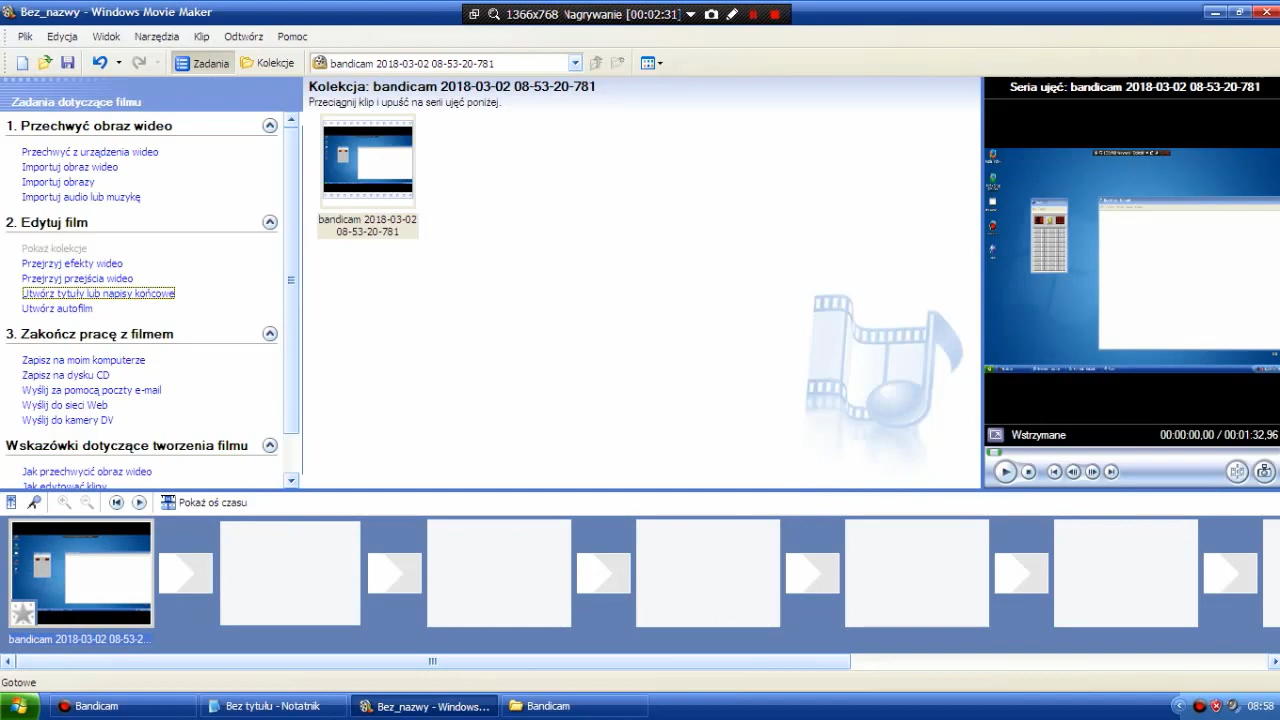 Bez_nazwy - Windows Movie Maker
1366x768 Nagrywanie [00:02:31]
Plik Edycja Widok Narzędzia Klip Odtwórz Pomoc
Zadania Kolekcje bandicam 2018-03-02 08-53-20-781
Zadania dotyczące filmu
1. Przechwyć obraz wideo
Przechwyć z urządzenia wideo
Importuj obraz wideo
Importuj obrazy
Importuj audio lub muzykę
2. Edytuj film
Pokaż kolekcje
Przejrzyj efekty wideo
Przejrzyj przejścia wideo
Utwórz tytuły lub napisy końcowe
Utwórz autofilm
3. Zakończ pracę z filmem
Zapisz na moim komputerze
Zapisz na dysku CD
Wyślij za pomocą poczty e-mail
Wyślij do sieci Web
Wyślij do kamery DV
Wskazówki dotyczące tworzenia filmu
Jak przechwycić obraz wideo
Jak edytować klipy
Kolekcja: bandicam 2018-03-02 08-53-20-781
Przeciągnij klip i upuść na serii ujęć poniżej.
bandicam 2018-03-02
08-53-20-781
Seria ujęć: bandicam 2018-03-02 08-53-20-781
Wstrzymane 00:00:00,00 / 00:01:32,96
Pokaż oś czasu
bandicam 2018-03-02 08-53-2...
Gotowe
Bandicam Bez tytułu - Notatnik Bez_nazwy - Windows... Bandicam 08:58